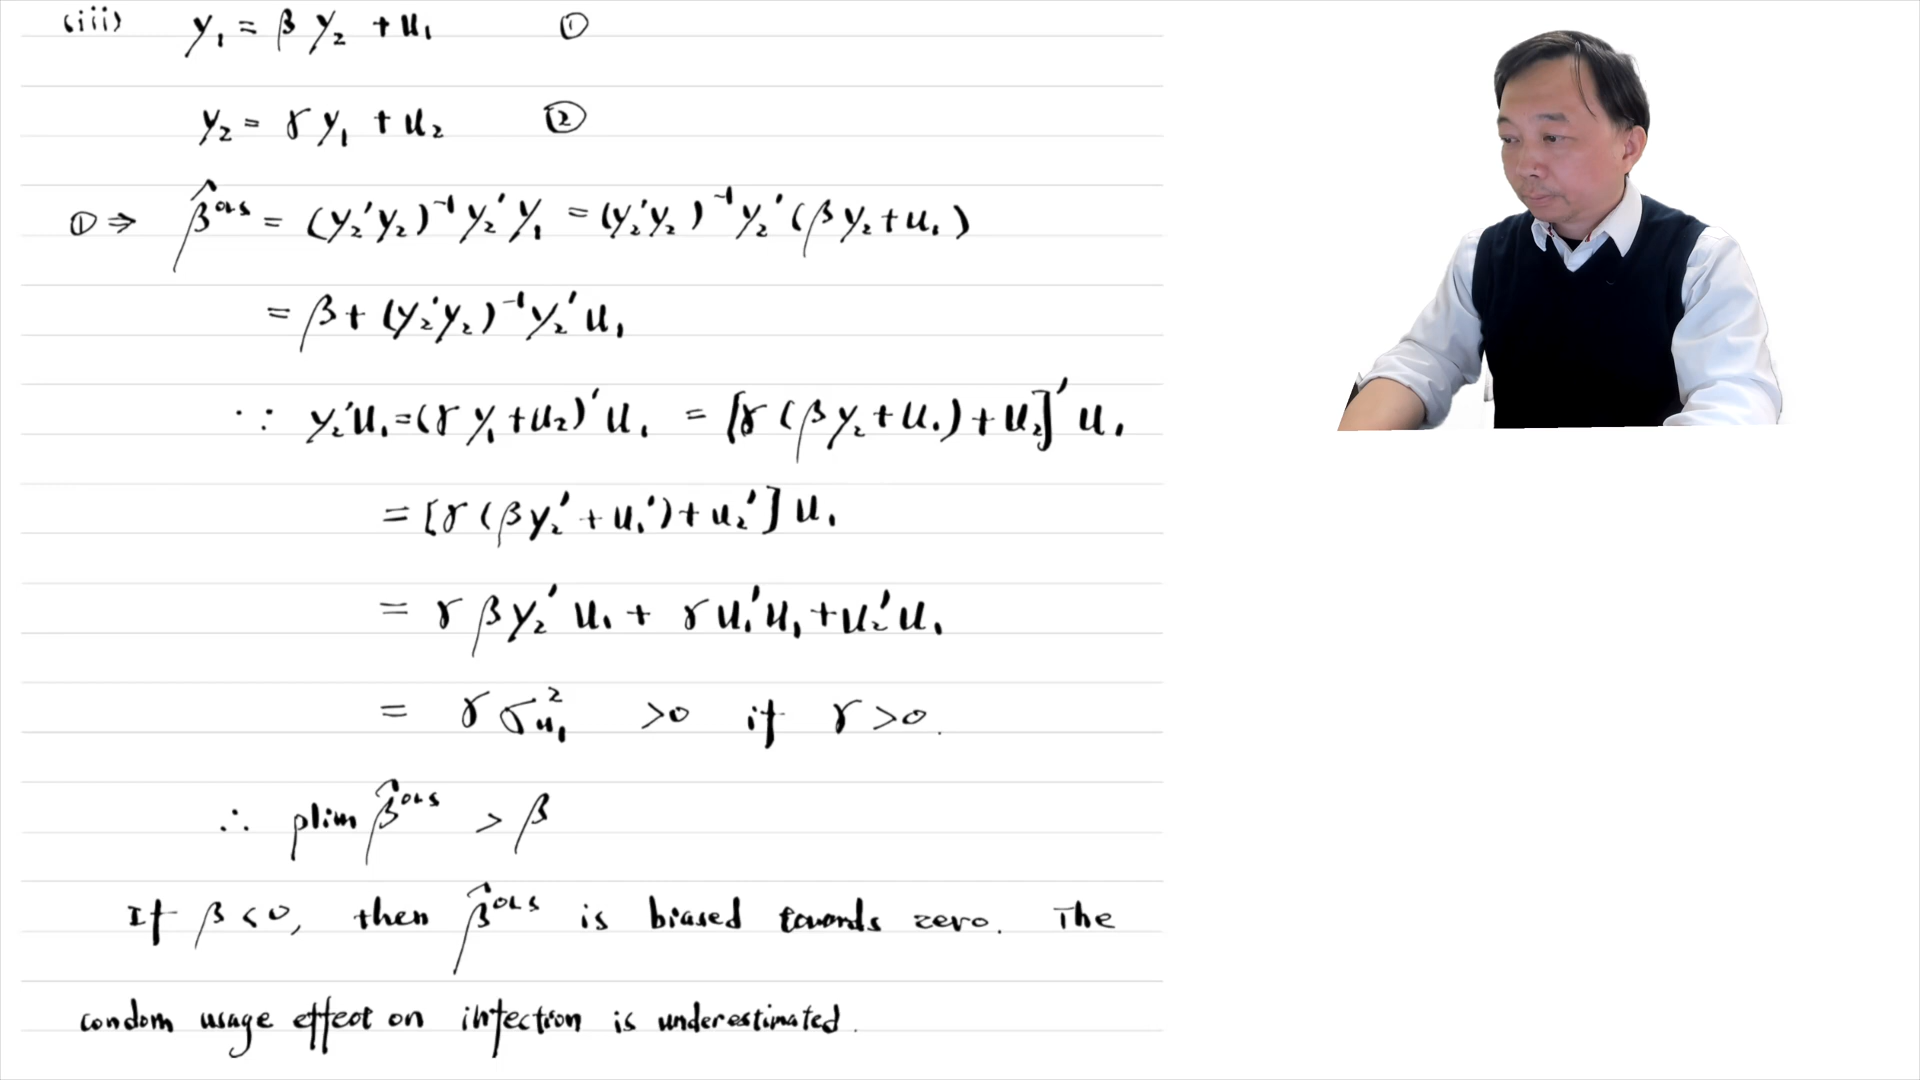 (iii) y₁ = β y₂ + u₁ ①
y₂ = γ y₁ + u₂ ②
① ⇒ β̂ᵒˡˢ = (y₂'y₂)⁻¹ y₂' y₁ = (y₂'y₂)⁻¹ y₂' (β y₂ + u₁)
= β + (y₂'y₂)⁻¹ y₂' u₁
∵ y₂'u₁ = (γ y₁ + u₂)' u₁ = [γ (β y₂ + u₁) + u₂]' u₁
= [γ (β y₂' + u₁') + u₂'] u₁
= γ β y₂' u₁ + γ u₁'u₁ + u₂'u₁
= γ σ²ᵤ₁ >0 if γ >0.
∴ plim β̂ᵒˡˢ > β
If β < 0, then β̂ᵒˡˢ is biased towards zero. The
condom usage effect on infection is underestimated.